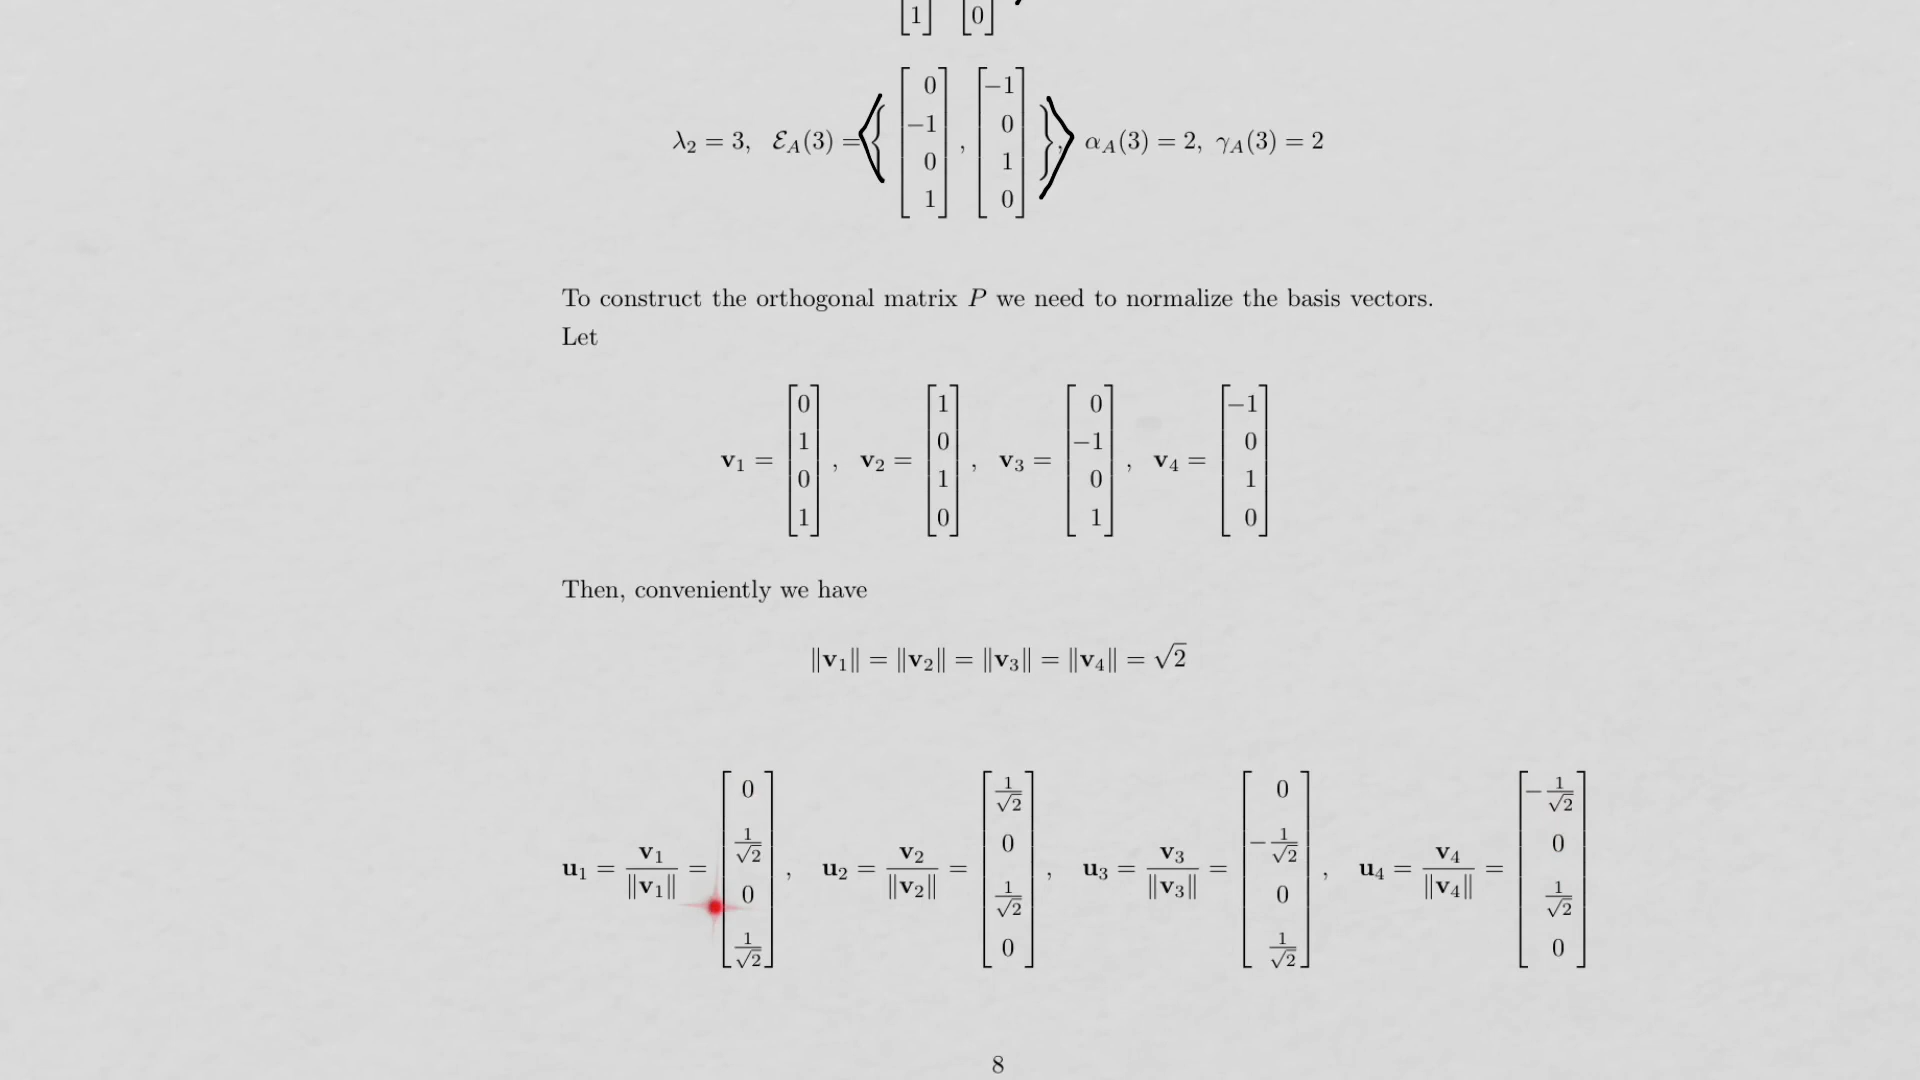 [1] [0]
λ₂ = 3, ℰ_A(3) = ⟨{ [0, −1, 0, 1], [−1, 0, 1, 0] }⟩, α_A(3) = 2, γ_A(3) = 2
To construct the orthogonal matrix P we need to normalize the basis vectors.
Let
v₁ = [0, 1, 0, 1], v₂ = [1, 0, 1, 0], v₃ = [0, −1, 0, 1], v₄ = [−1, 0, 1, 0]
Then, conveniently we have
‖v₁‖ = ‖v₂‖ = ‖v₃‖ = ‖v₄‖ = √2
u₁ = v₁/‖v₁‖ = [0, 1/√2, 0, 1/√2], u₂ = v₂/‖v₂‖ = [1/√2, 0, 1/√2, 0], u₃ = v₃/‖v₃‖ = [0, −1/√2, 0, 1/√2], u₄ = v₄/‖v₄‖ = [−1/√2, 0, 1/√2, 0]
8